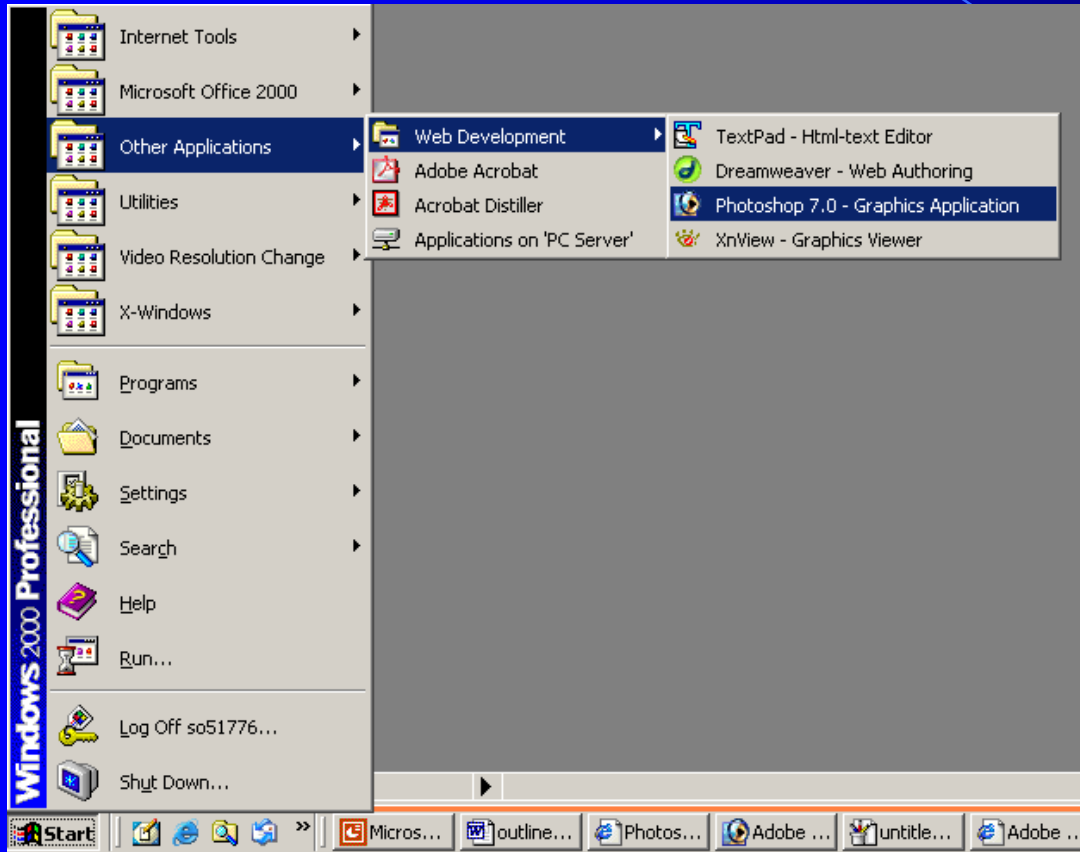 Internet Tools
Microsoft Office 2000
Other Applications
Utilities
Video Resolution Change
X-Windows
Programs
Documents
Settings
Search
Help
Run...
Log Off so51776...
Shut Down...
Web Development
Adobe Acrobat
Acrobat Distiller
Applications on 'PC Server'
TextPad - Html-text Editor
Dreamweaver - Web Authoring
Photoshop 7.0 - Graphics Application
XnView - Graphics Viewer
Windows 2000 Professional
Start » Micros... outline... Photos... Adobe ... untitle... Adobe ..